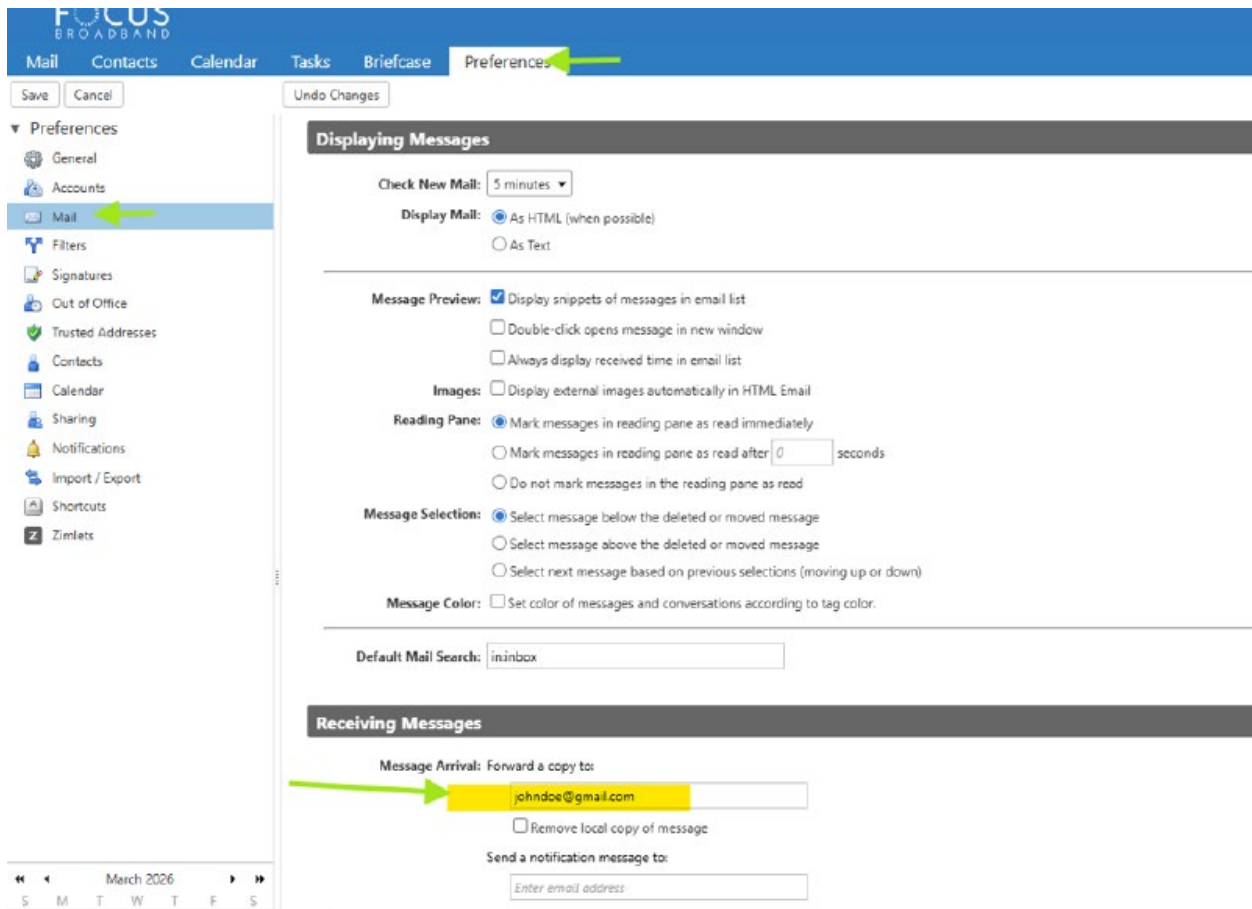 FOCUS
BROADBAND
Mail Contacts Calendar Tasks Briefcase Preferences
Save Cancel Undo Changes
Preferences
General
Accounts
Mail
Filters
Signatures
Out of Office
Trusted Addresses
Contacts
Calendar
Sharing
Notifications
Import / Export
Shortcuts
Z Zimlets
March 2026
S M T W T F S
Displaying Messages
Check New Mail: 5 minutes
Display Mail: As HTML (when possible)
As Text
Message Preview: Display snippets of messages in email list
Double-click opens message in new window
Always display received time in email list
Images: Display external images automatically in HTML Email
Reading Pane: Mark messages in reading pane as read immediately
Mark messages in reading pane as read after 0 seconds
Do not mark messages in the reading pane as read
Message Selection: Select message below the deleted or moved message
Select message above the deleted or moved message
Select next message based on previous selections (moving up or down)
Message Color: Set color of messages and conversations according to tag color.
Default Mail Search: in:inbox
Receiving Messages
Message Arrival: Forward a copy to:
johndoe@gmail.com
Remove local copy of message
Send a notification message to:
Enter email address